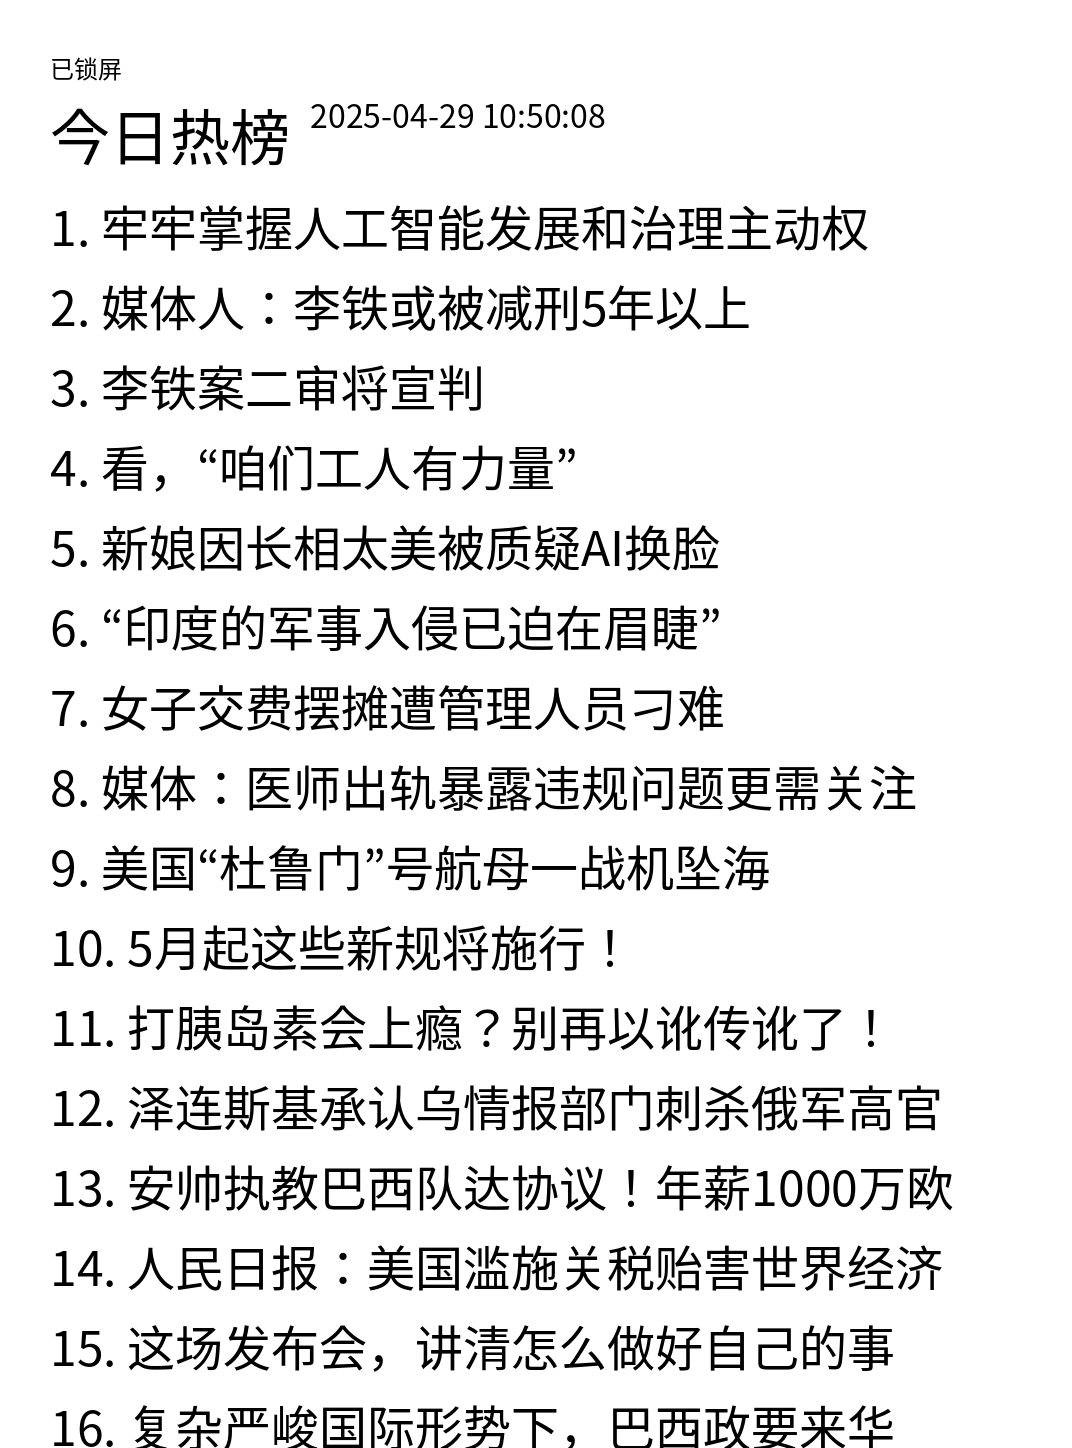 已锁屏
今日热榜 2025-04-29 10:50:08
1. 牢牢掌握人工智能发展和治理主动权
2. 媒体人：李铁或被减刑5年以上
3. 李铁案二审将宣判
4. 看，“咱们工人有力量”
5. 新娘因长相太美被质疑AI换脸
6. “印度的军事入侵已迫在眉睫”
7. 女子交费摆摊遭管理人员刁难
8. 媒体：医师出轨暴露违规问题更需关注
9. 美国“杜鲁门”号航母一战机坠海
10. 5月起这些新规将施行！
11. 打胰岛素会上瘾？别再以讹传讹了！
12. 泽连斯基承认乌情报部门刺杀俄军高官
13. 安帅执教巴西队达协议！年薪1000万欧
14. 人民日报：美国滥施关税贻害世界经济
15. 这场发布会，讲清怎么做好自己的事
16. 复杂严峻国际形势下，巴西政要来华